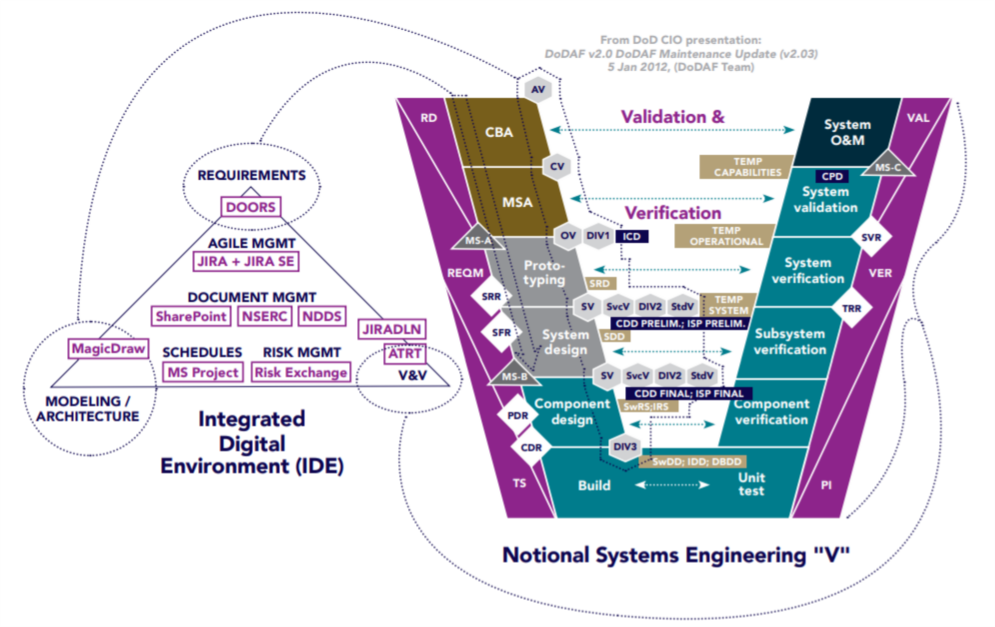 From DoD CIO presentation:
DoDAF v2.0 DoDAF Maintenance Update (v2.03)
5 Jan 2012, (DoDAF Team)
REQUIREMENTS
DOORS
AGILE MGMT
JIRA + JIRA SE
DOCUMENT MGMT
SharePoint
NSERC
NDDS
JIRADLN
MagicDraw
SCHEDULES
MS Project
RISK MGMT
Risk Exchange
ATRT
V&V
MODELING /
ARCHITECTURE
Integrated
Digital
Environment (IDE)
AV
RD
CBA
Validation &
System
O&M
VAL
CV
TEMP
CAPABILITIES
MS-C
CPD
MSA
System
validation
Verification
MS-A
OV
DIV1
ICD
TEMP
OPERATIONAL
SVR
REQM
Proto-
typing
System
verification
VER
SRD
SRR
SV
SvcV
DIV2
StdV
TEMP
SYSTEM
TRR
CDD PRELIM.; ISP PRELIM.
SFR
System
design
SDD
Subsystem
verification
MS-B
SV
SvcV
DIV2
StdV
CDD FINAL; ISP FINAL
PDR
Component
design
SwRS;IRS
Component
verification
CDR
DIV3
SwDD; IDD; DBDD
TS
Build
Unit
test
PI
Notional Systems Engineering "V"